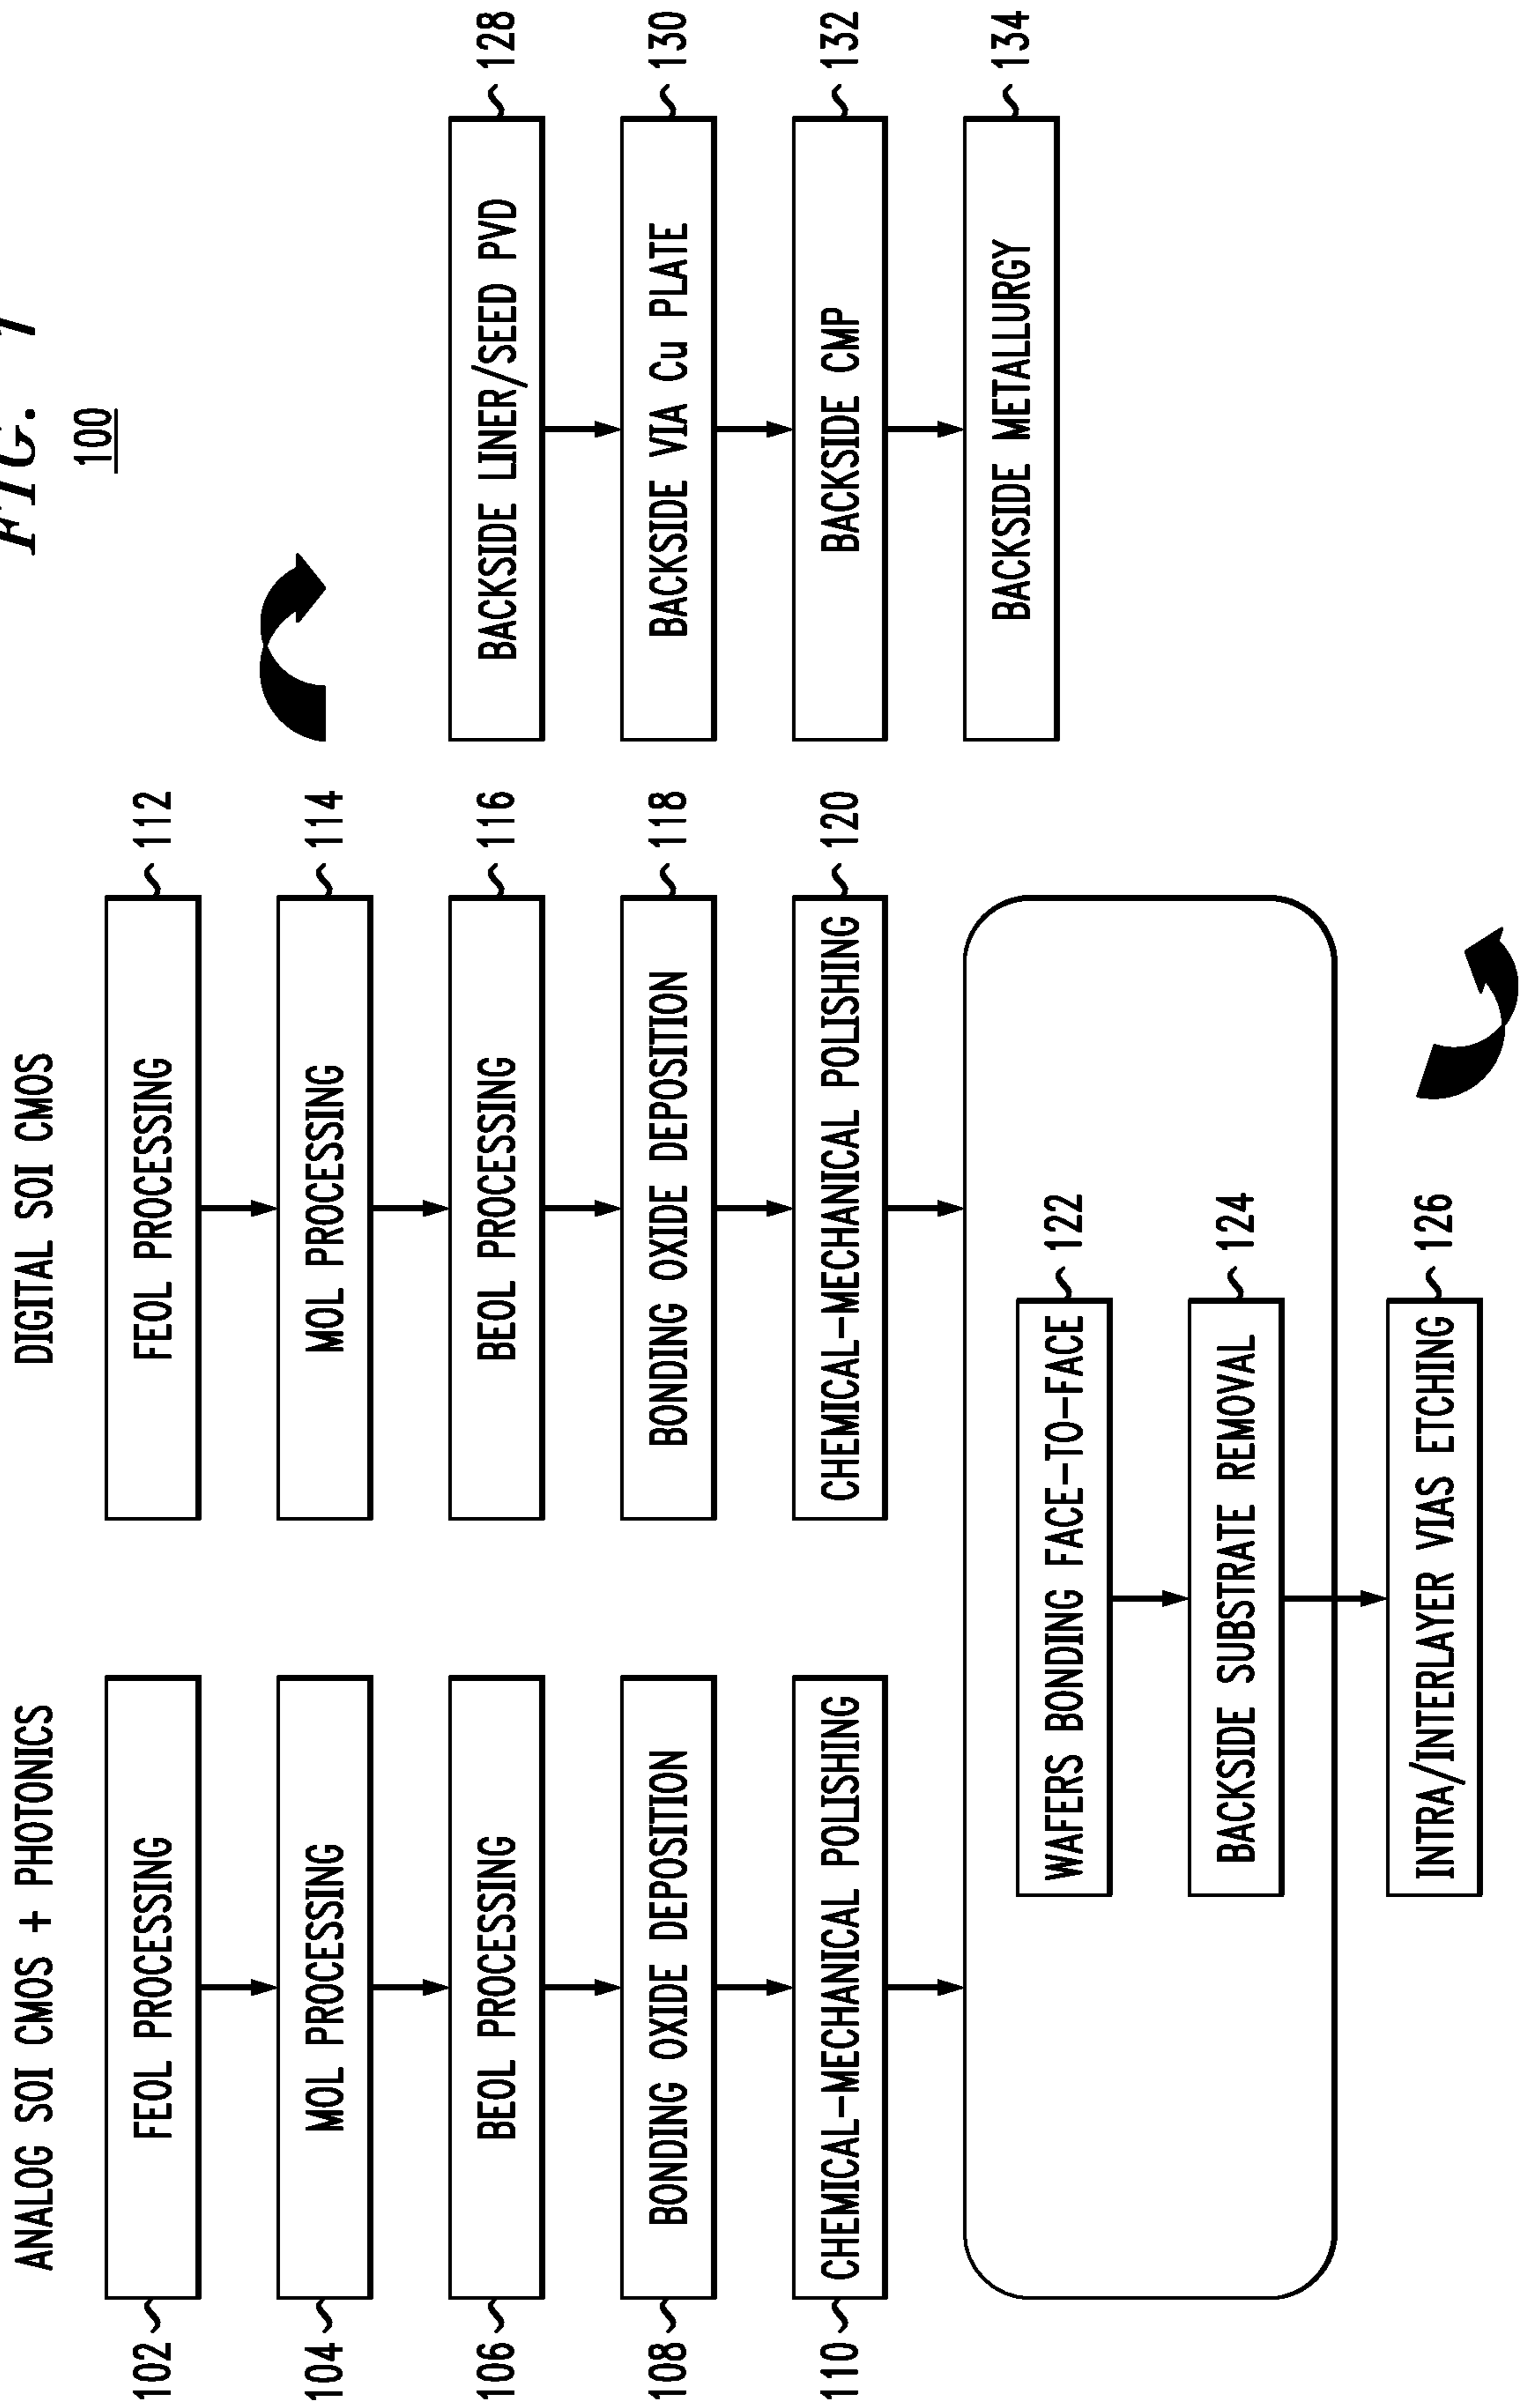 FIG. 1
100
ANALOG SOI CMOS + PHOTONICS
102
FEOL PROCESSING
104
MOL PROCESSING
106
BEOL PROCESSING
108
BONDING OXIDE DEPOSITION
110
CHEMICAL-MECHANICAL POLISHING
DIGITAL SOI CMOS
FEOL PROCESSING
112
MOL PROCESSING
114
BEOL PROCESSING
116
BONDING OXIDE DEPOSITION
118
CHEMICAL-MECHANICAL POLISHING
120
WAFERS BONDING FACE-TO-FACE
122
BACKSIDE SUBSTRATE REMOVAL
124
INTRA/INTERLAYER VIAS ETCHING
126
BACKSIDE LINER/SEED PVD
128
BACKSIDE VIA Cu PLATE
130
BACKSIDE CMP
132
BACKSIDE METALLURGY
134